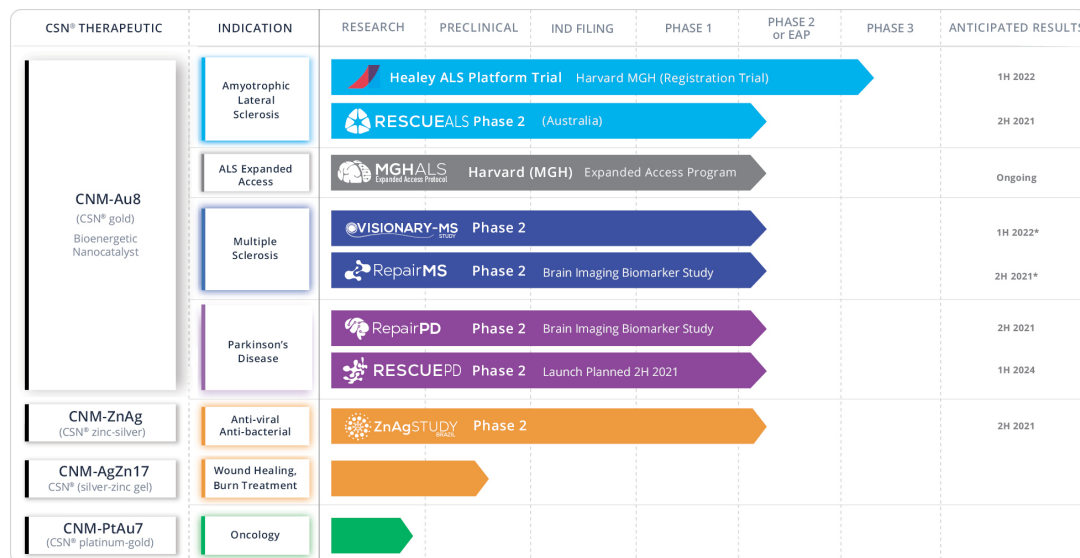 CSN® THERAPEUTIC
INDICATION
RESEARCH
PRECLINICAL
IND FILING
PHASE 1
PHASE 2
or EAP
PHASE 3
ANTICIPATED RESULTS
CNM-Au8
(CSN® gold)
Bioenergetic
Nanocatalyst
Amyotrophic
Lateral
Sclerosis
Healey ALS Platform Trial Harvard MGH (Registration Trial)
1H 2022
RESCUEALS Phase 2 (Australia)
2H 2021
ALS Expanded
Access
MGHALS
Expanded Access Protocol
Harvard (MGH) Expanded Access Program
Ongoing
Multiple
Sclerosis
VISIONARY-MS
STUDY
Phase 2
1H 2022*
RepairMS Phase 2 Brain Imaging Biomarker Study
2H 2021*
Parkinson's
Disease
RepairPD Phase 2 Brain Imaging Biomarker Study
2H 2021
RESCUEPD Phase 2 Launch Planned 2H 2021
1H 2024
CNM-ZnAg
(CSN® zinc-silver)
Anti-viral
Anti-bacterial
ZnAgSTUDY
BRAZIL
Phase 2
2H 2021
CNM-AgZn17
CSN® (silver-zinc gel)
Wound Healing,
Burn Treatment
CNM-PtAu7
(CSN® platinum-gold)
Oncology